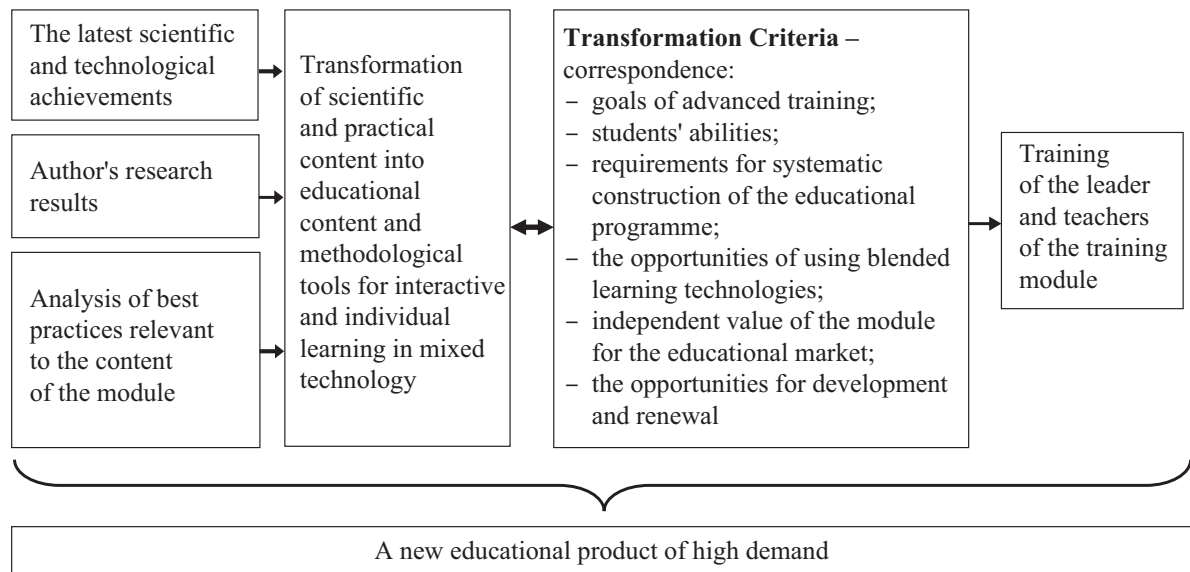 The latest scientific
and technological
achievements
Author's research
results
Analysis of best
practices relevant
to the content
of the module
Transformation
of scientific
and practical
content into
educational
content and
methodological
tools for interactive
and individual
learning in mixed
technology
Transformation Criteria –
correspondence:
– goals of advanced training;
– students' abilities;
– requirements for systematic
construction of the educational
programme;
– the opportunities of using blended
learning technologies;
– independent value of the module
for the educational market;
– the opportunities for development
and renewal
Training
of the leader
and teachers
of the training
module
A new educational product of high demand